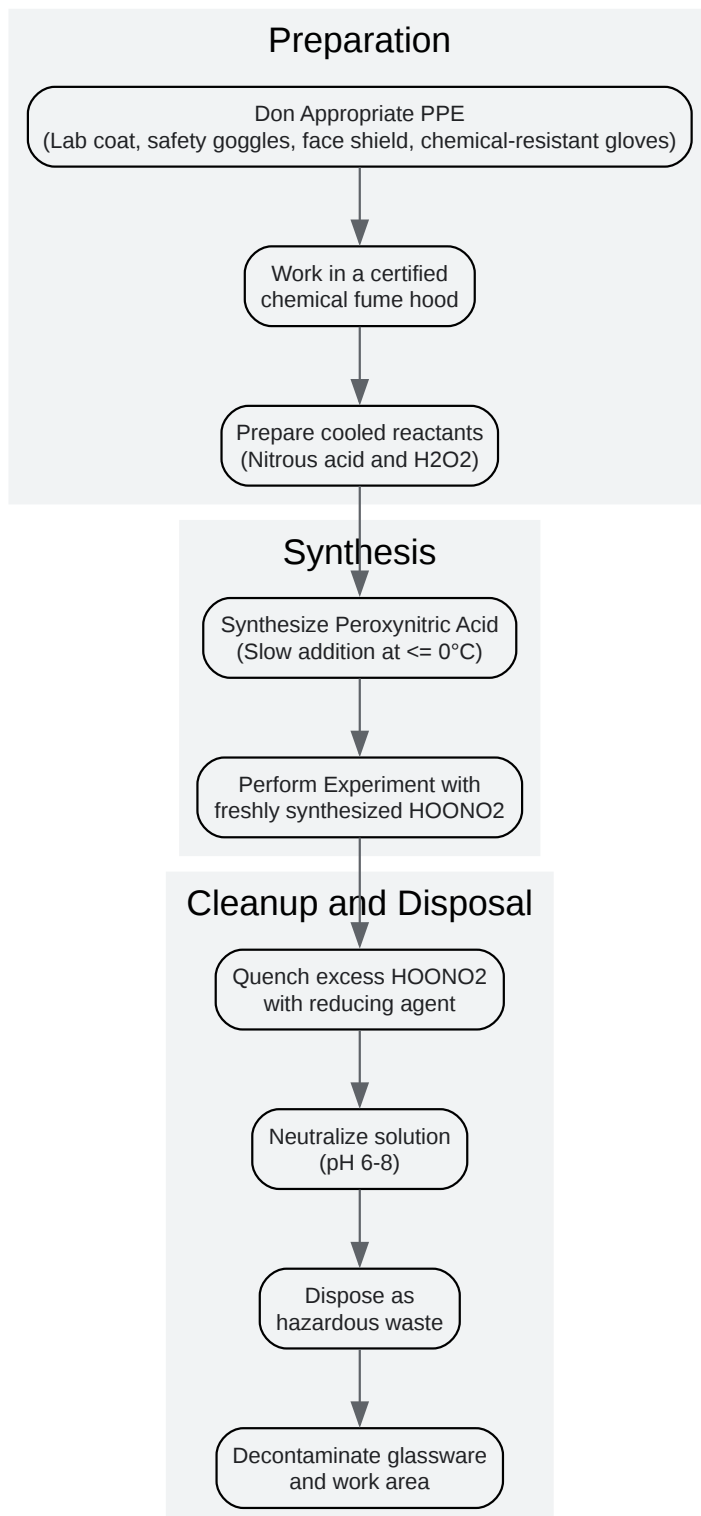 Preparation
Don Appropriate PPE
(Lab coat, safety goggles, face shield, chemical-resistant gloves)
Work in a certified
chemical fume hood
Prepare cooled reactants
(Nitrous acid and H2O2)
Synthesis
Synthesize Peroxynitric Acid
(Slow addition at <= 0°C)
Perform Experiment with
freshly synthesized HOONO2
Cleanup and Disposal
Quench excess HOONO2
with reducing agent
Neutralize solution
(pH 6-8)
Dispose as
hazardous waste
Decontaminate glassware
and work area